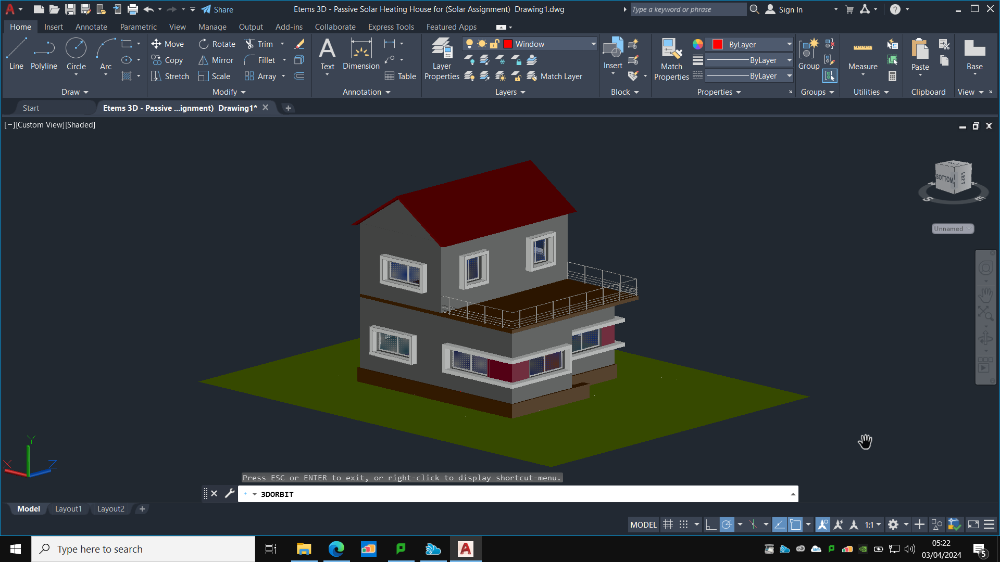 Share
Etems 3D - Passive Solar Heating House for (Solar Assignment)  Drawing1.dwg
Type a keyword or phrase
Sign In
Home Insert Annotate Parametric View Manage Output Add-ins Collaborate Express Tools Featured Apps
Line Polyline Circle Arc
Draw
Move Rotate Trim
Copy Mirror Fillet
Stretch Scale Array
Modify
Text Dimension
Table
Annotation
Layer Properties
Window
Match Layer
Layers
Insert
Block
Match Properties
ByLayer
ByLayer
ByLayer
Properties
Group
Groups
Measure
Utilities
Paste
Clipboard
Base
View
Start
Etems 3D - Passive ...ignment)  Drawing1*
[−][Custom View][Shaded]
BOTTOM LEFT
S E
Unnamed
Y
X Z
Press ESC or ENTER to exit, or right-click to display shortcut-menu.
3DORBIT
Model Layout1 Layout2
MODEL 1:1
Type here to search
05:22
03/04/2024
5